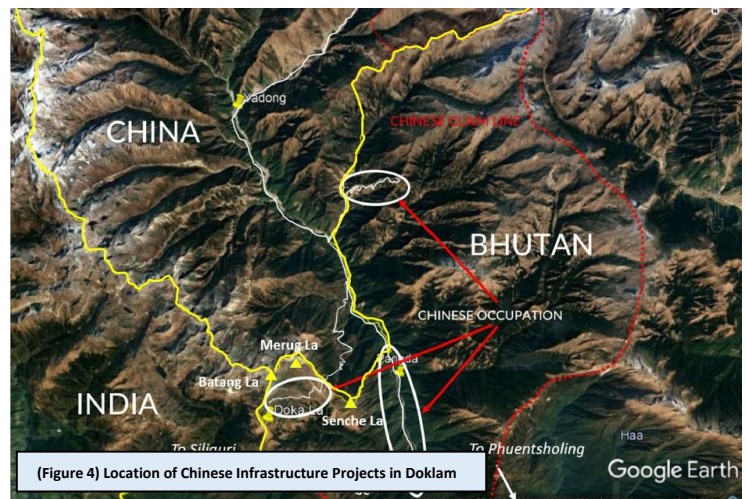 N
Yadong
CHINA
CHINESE CLAIM LINE
BHUTAN
CHINESE OCCUPATION
Merug La
Batang La
INDIA
Doka La
Senche La
To Siliguri
To Phuentsholing
Haa
(Figure 4) Location of Chinese Infrastructure Projects in Doklam
Google Earth